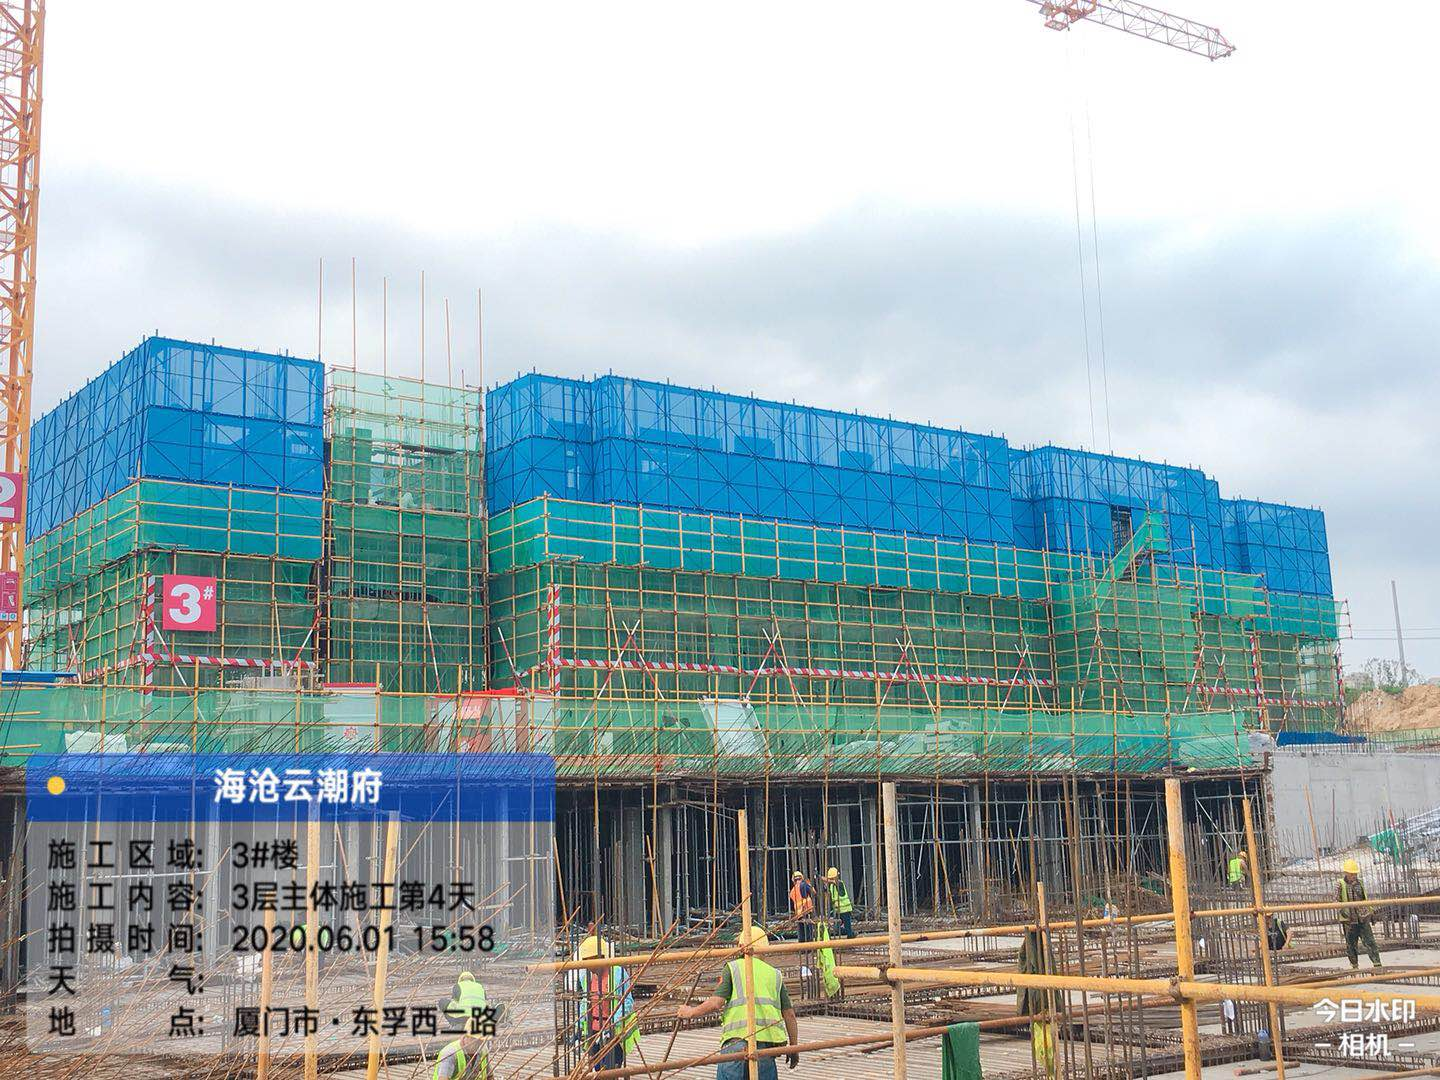 2
3#
海沧云潮府
施工区域: 3#楼
施工内容: 3层主体施工第4天
拍摄时间: 2020.06.01 15:58
天气:
地点: 厦门市·东孚西二路
今日水印
-相机-